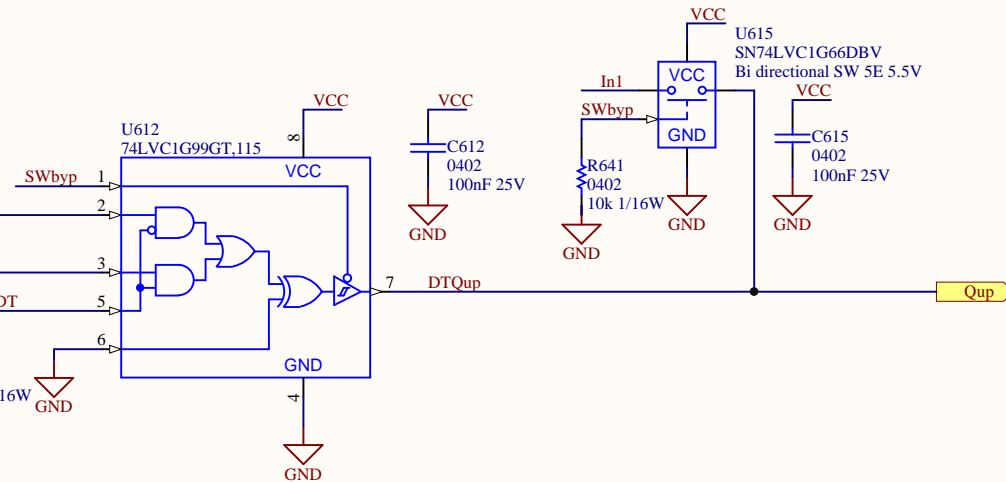 VCC
U615
SN74LVC1G66DBV
Bi directional SW 5E 5.5V
VCC
In1
SWbyp
GND
VCC
C615
0402
100nF 25V
GND
R641
0402
10k 1/16W
GND
GND
VCC
U612
74LVC1G99GT,115
8
VCC
VCC
C612
0402
100nF 25V
GND
SWbyp
1
2
3
DT
5
6
7
DTQup
Qup
GND
4
16W
GND
GND